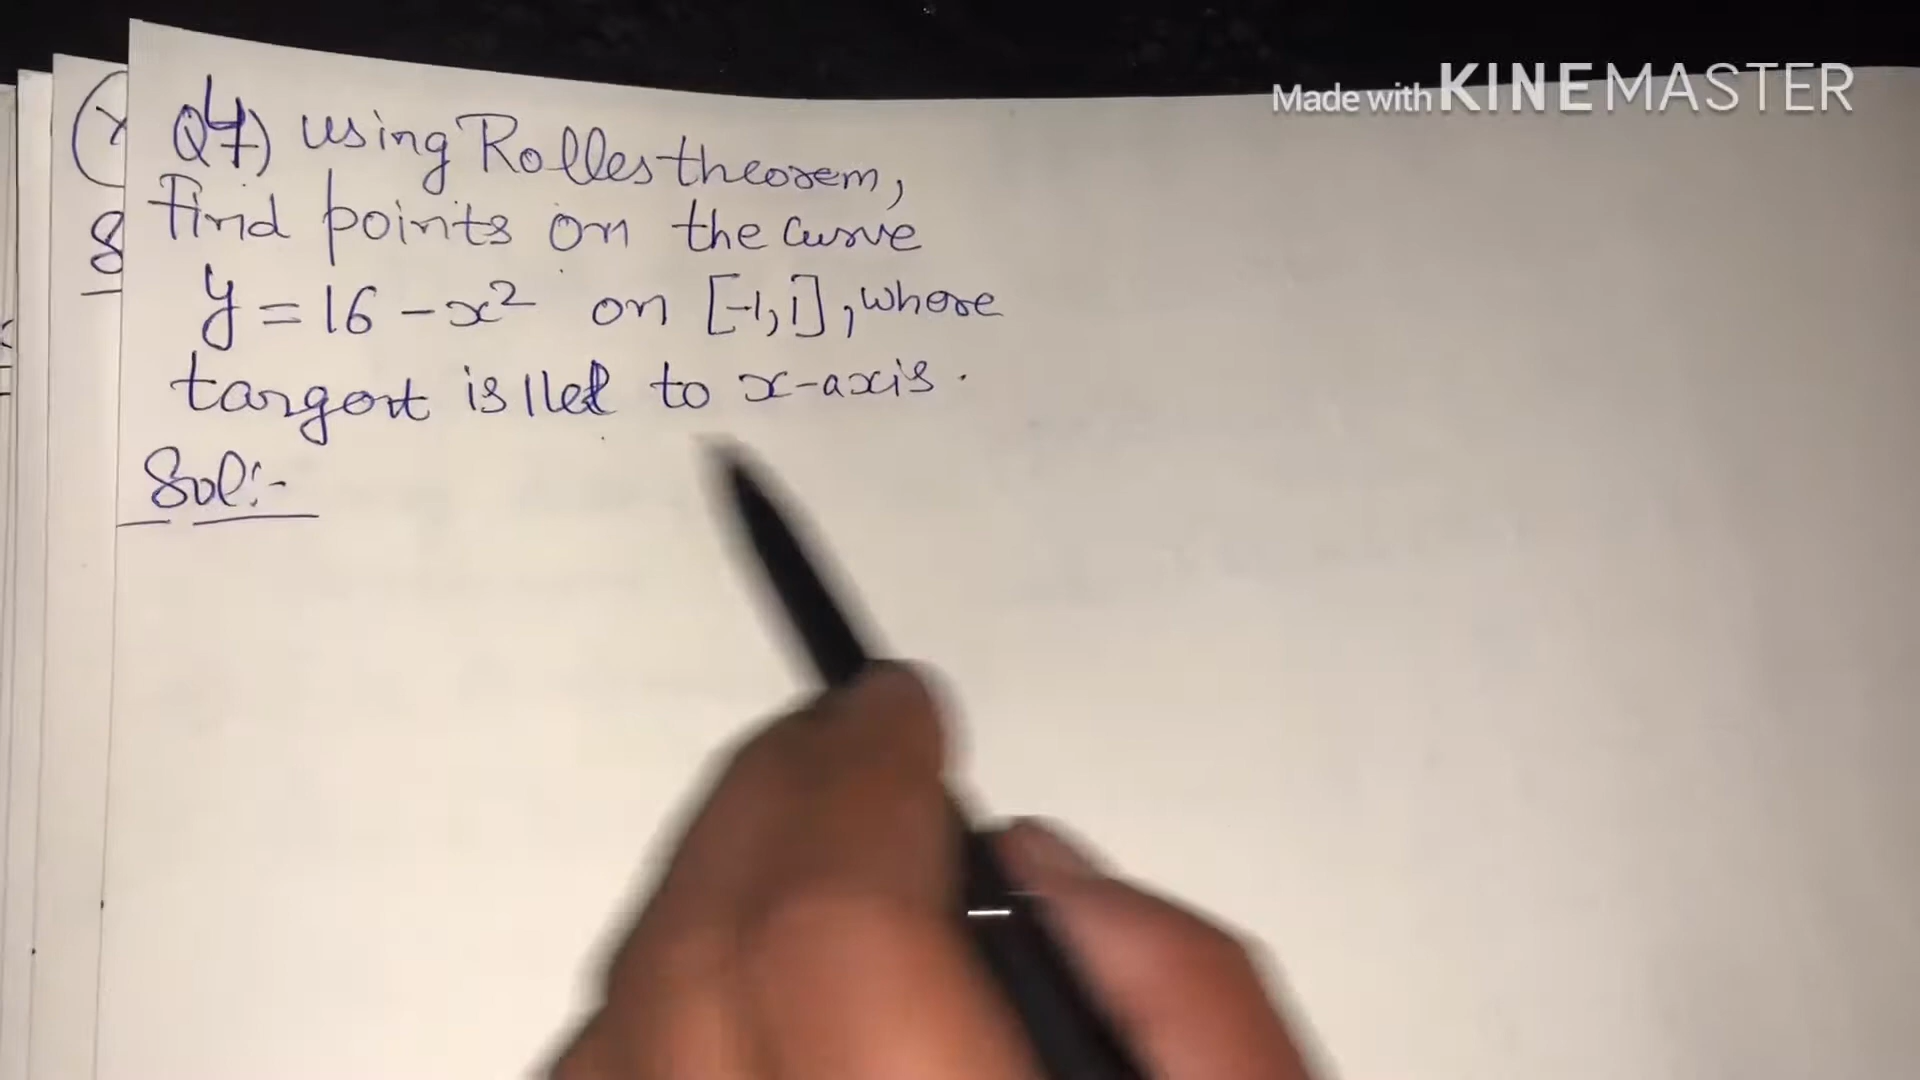 Made with KINEMASTER
Q4) using Rolles theorem,
Find points on the curve
y = 16 - x² on [-1, 1], where
tangent is ||el to x-axis.
Sol:-